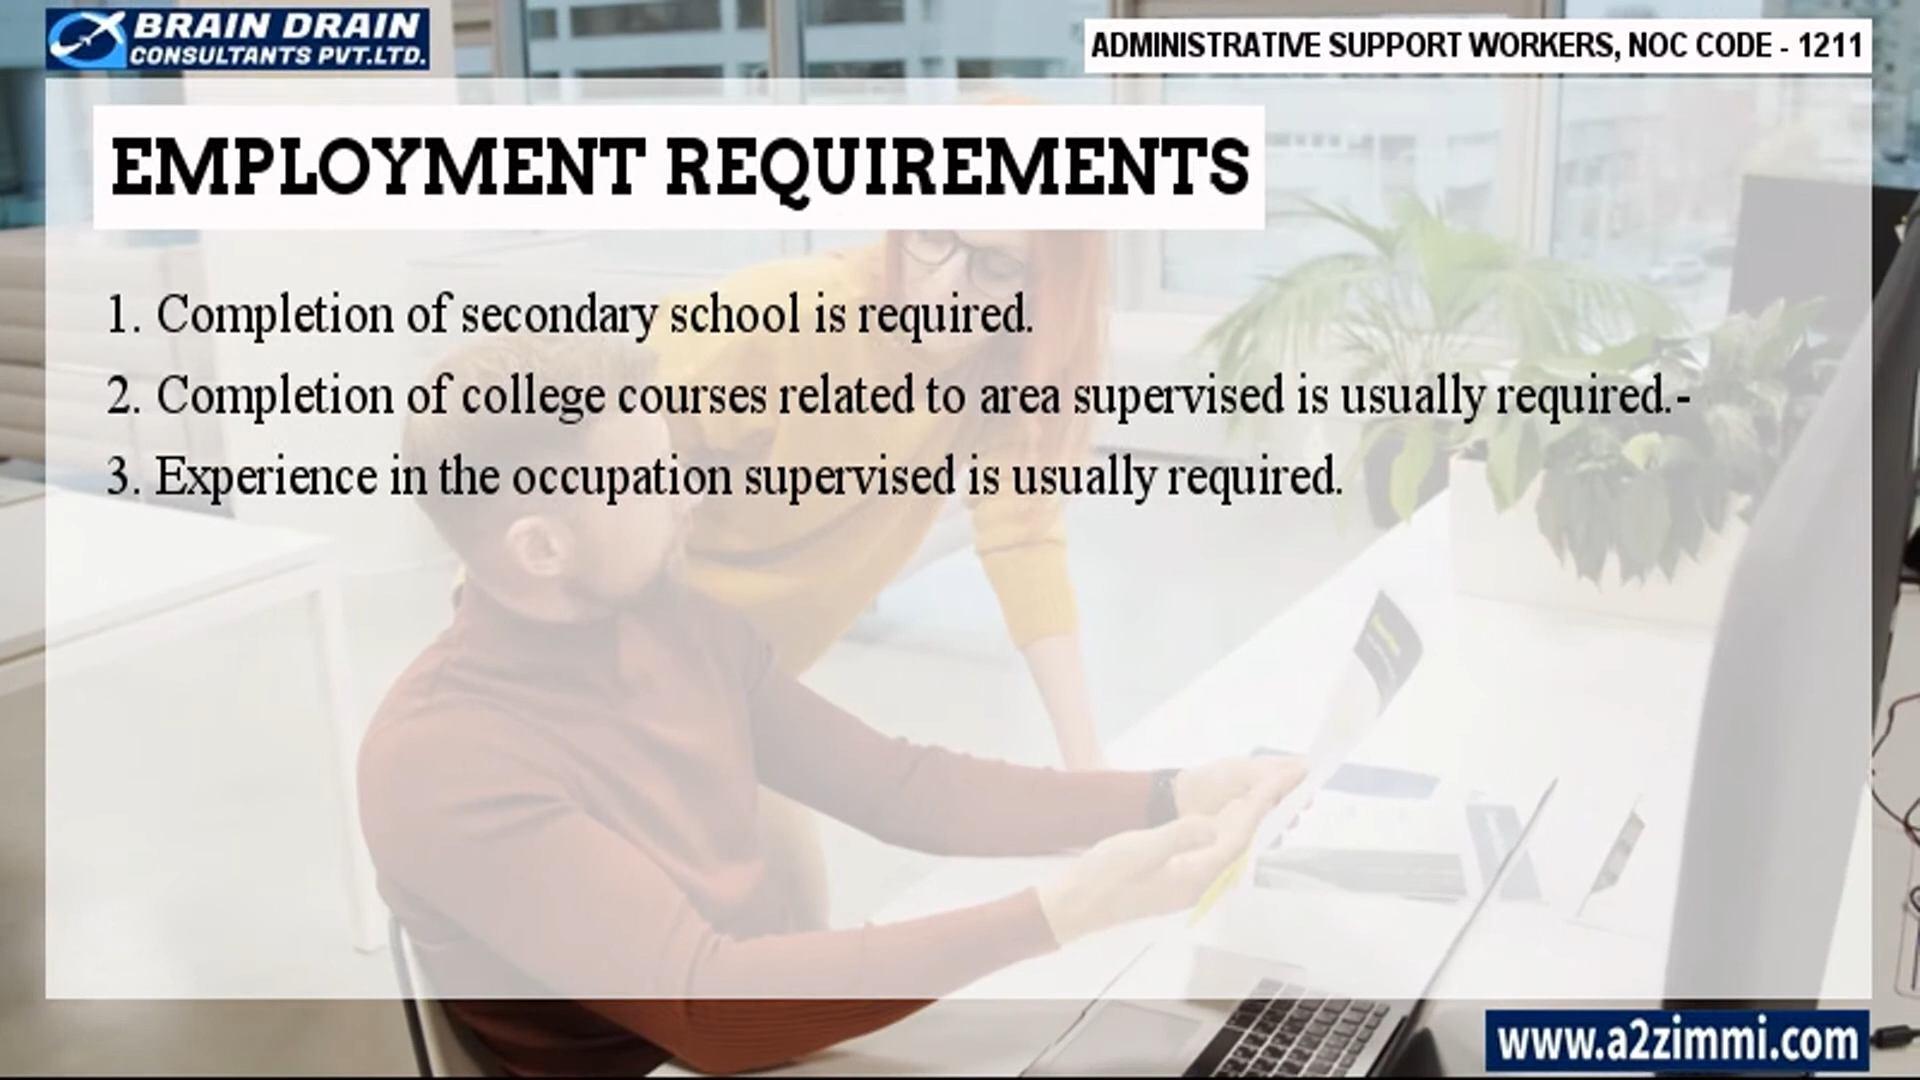 BRAIN DRAIN
CONSULTANTS PVT.LTD.
ADMINISTRATIVE SUPPORT WORKERS, NOC CODE - 1211
EMPLOYMENT REQUIREMENTS
1. Completion of secondary school is required.
2. Completion of college courses related to area supervised is usually required.-
3. Experience in the occupation supervised is usually required.
www.a2zimmi.com